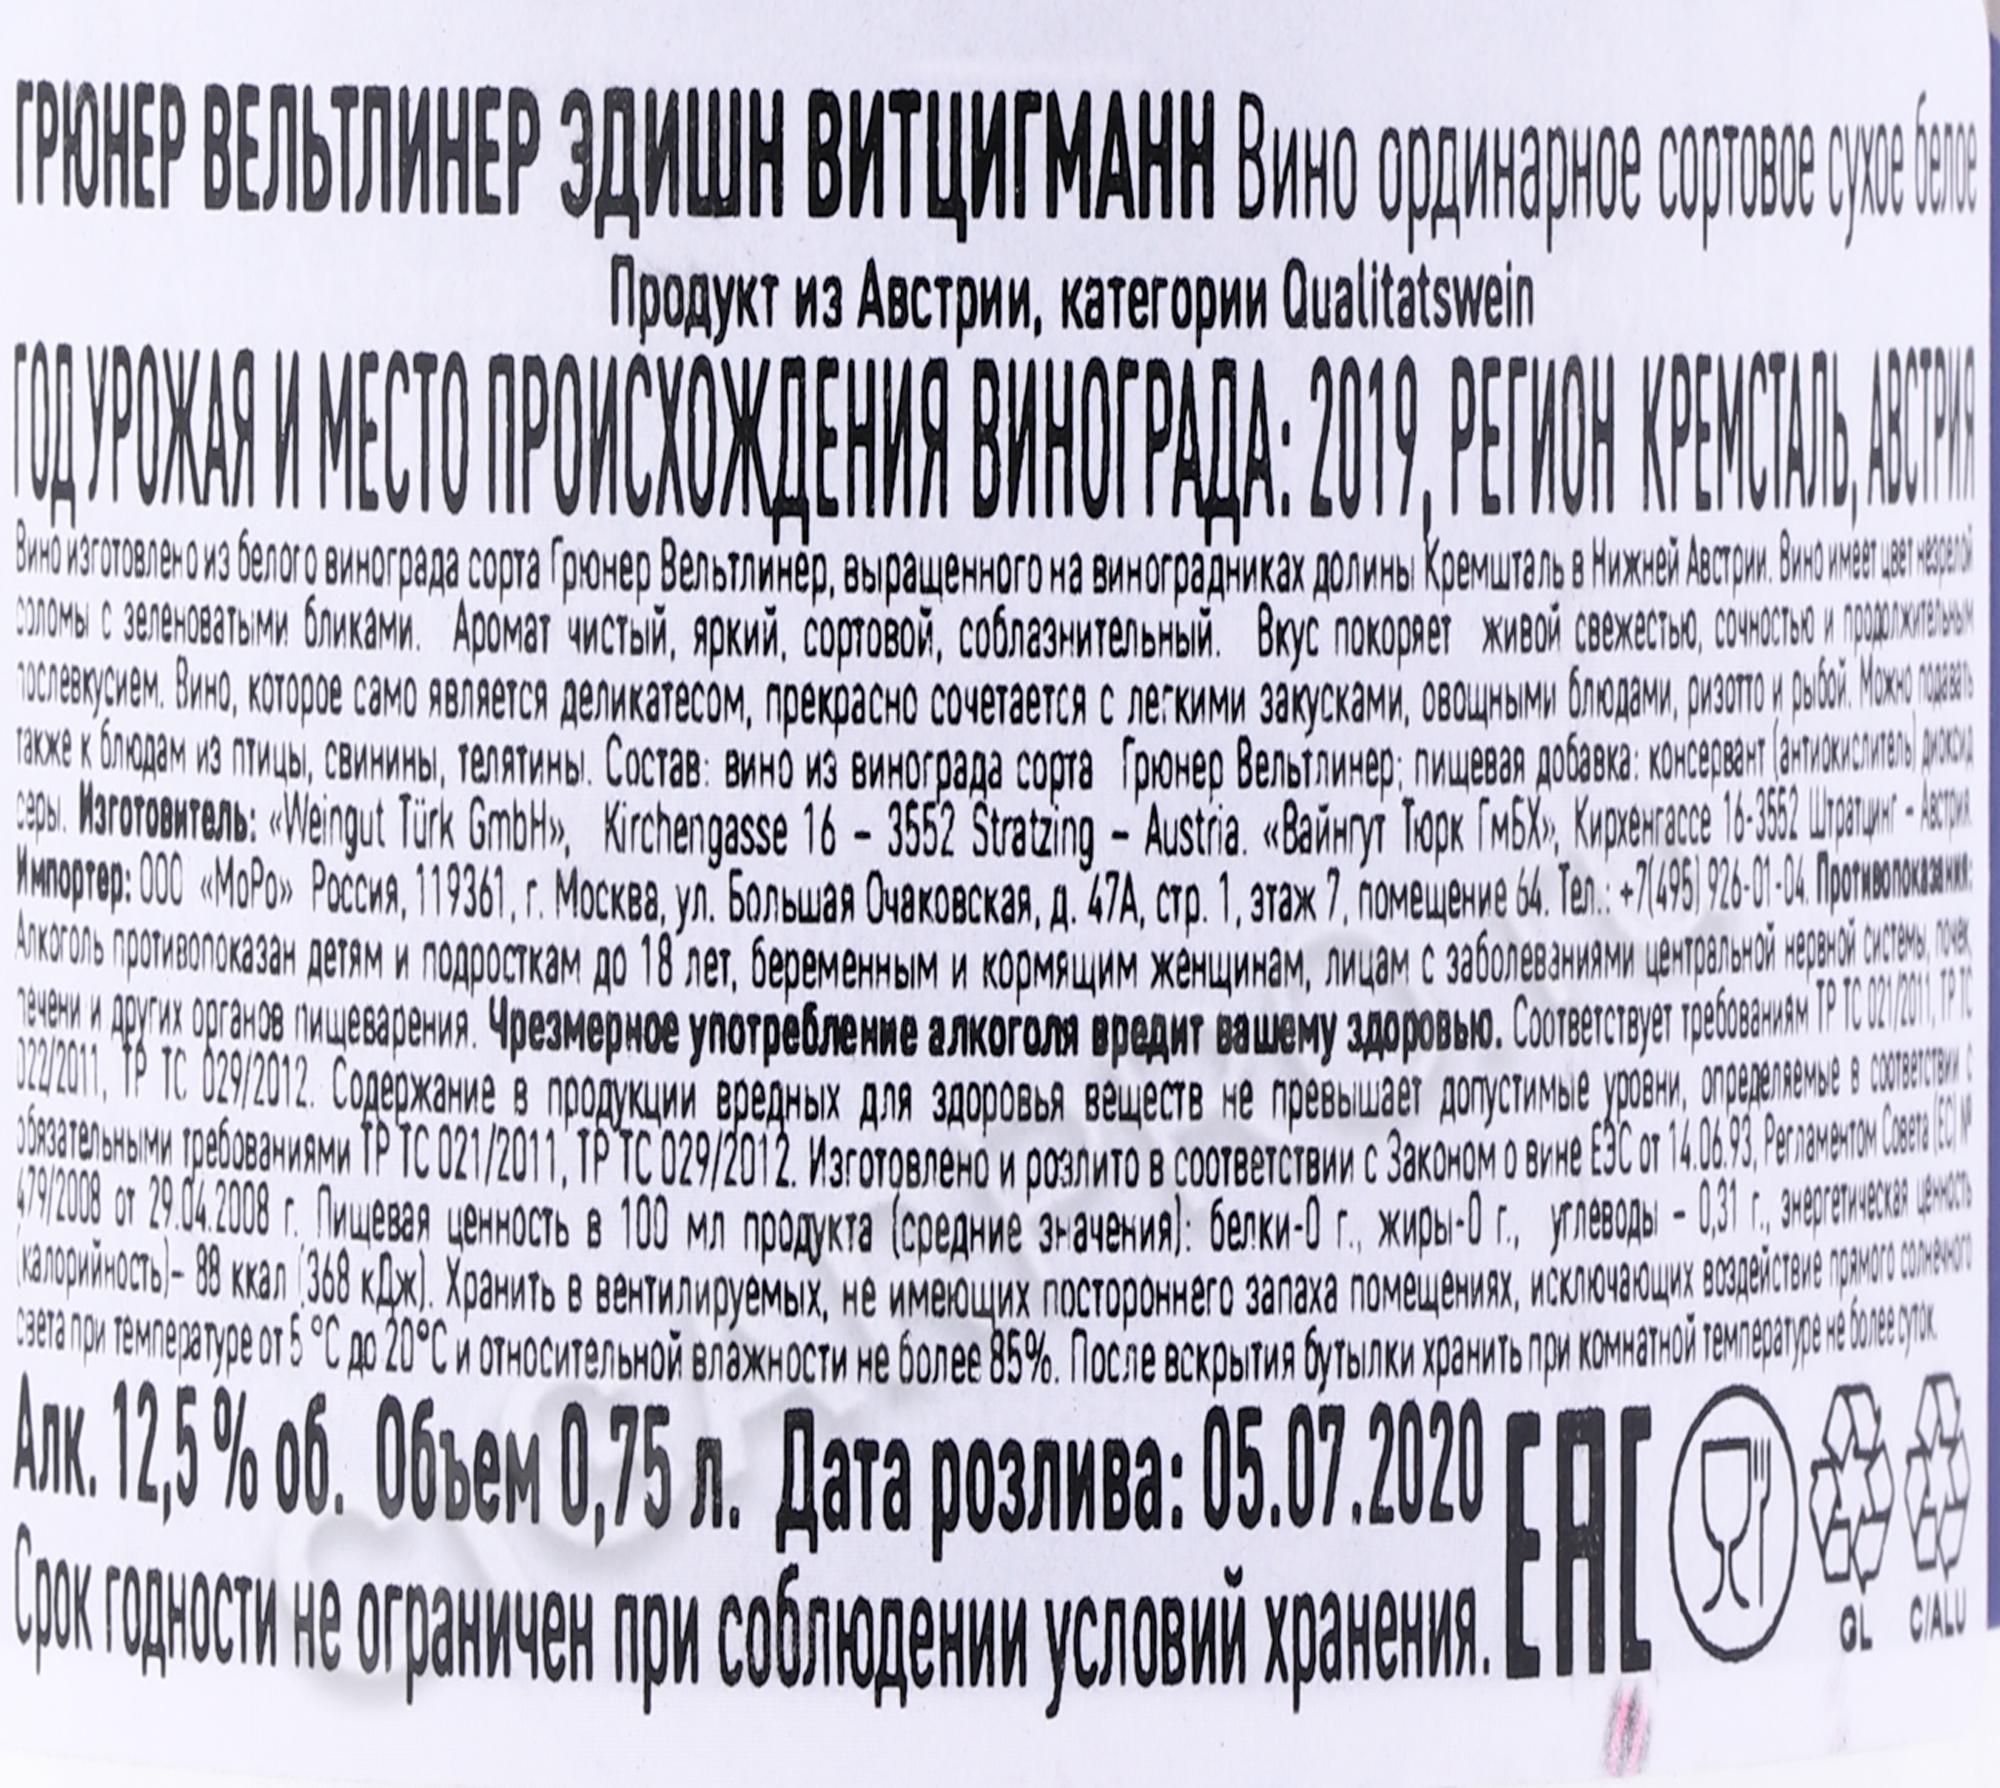 ГРЮНЕР ВЕЛЬТЛИНЕР ЭДИШН ВИТЦИГМАНН Вино ординарное сортовое сухое белое
Продукт из Австрии, категории Qualitatswein
ГОД УРОЖАЯ И МЕСТО ПРОИСХОЖДЕНИЯ ВИНОГРАДА: 2019, РЕГИОН КРЕМСТАЛЬ, АВСТРИЯ
Вино изготовлено из белого винограда сорта Грюнер Вельтлинер, выращенного на виноградниках долины Кремшталь в Нижней Австрии. Вино имеет цвет незрелой
соломы с зеленоватыми бликами. Аромат чистый, яркий, сортовой, соблазнительный. Вкус покоряет живой свежестью, сочностью и продолжительным
послевкусием. Вино, которое само является деликатесом, прекрасно сочетается с легкими закусками, овощными блюдами, ризотто и рыбой. Можно подавать
также к блюдам из птицы, свинины, телятины. Состав: вино из винограда сорта Грюнер Вельтлинер; пищевая добавка: консервант (антиокислитель) диоксид
серы. Изготовитель: «Weingut Türk GmbH», Kirchengasse 16 – 3552 Stratzing – Austria. «Вайнгут Тюрк ГмБХ», Кирхенгассе 16-3552 Штратцинг - Австрия.
Импортер: ООО «МоРо» Россия, 119361, г. Москва, ул. Большая Очаковская, д. 47А, стр. 1, этаж 7, помещение 64. Тел.: +7(495) 926-01-04. Противопоказания:
Алкоголь противопоказан детям и подросткам до 18 лет, беременным и кормящим женщинам, лицам с заболеваниями центральной нервной системы, почек,
печени и других органов пищеварения. Чрезмерное употребление алкоголя вредит вашему здоровью. Соответствует требованиям ТР ТС 021/2011, ТР ТС
022/2011, ТР ТС 029/2012. Содержание в продукции вредных для здоровья веществ не превышает допустимые уровни, определяемые в соответствии с
обязательными требованиями ТР ТС 021/2011, ТР ТС 029/2012. Изготовлено и розлито в соответствии с Законом о вине ЕЭС от 14.06.93, Регламентом Совета (ЕС) №
479/2008 от 29.04.2008 г. Пищевая ценность в 100 мл продукта (средние значения): белки-0 г., жиры-0 г., углеводы – 0,31 г., энергетическая ценность
(калорийность)– 88 ккал (368 кДж). Хранить в вентилируемых, не имеющих постороннего запаха помещениях, исключающих воздействие прямого солнечного
света при температуре от 5 °С до 20°С и относительной влажности не более 85%. После вскрытия бутылки хранить при комнатной температуре не более суток.
Алк. 12,5 % об. Объем 0,75 л. Дата розлива: 05.07.2020
Срок годности не ограничен при соблюдении условий хранения.
ЕАС
GL
C/ALU
CIGARPRO.RU